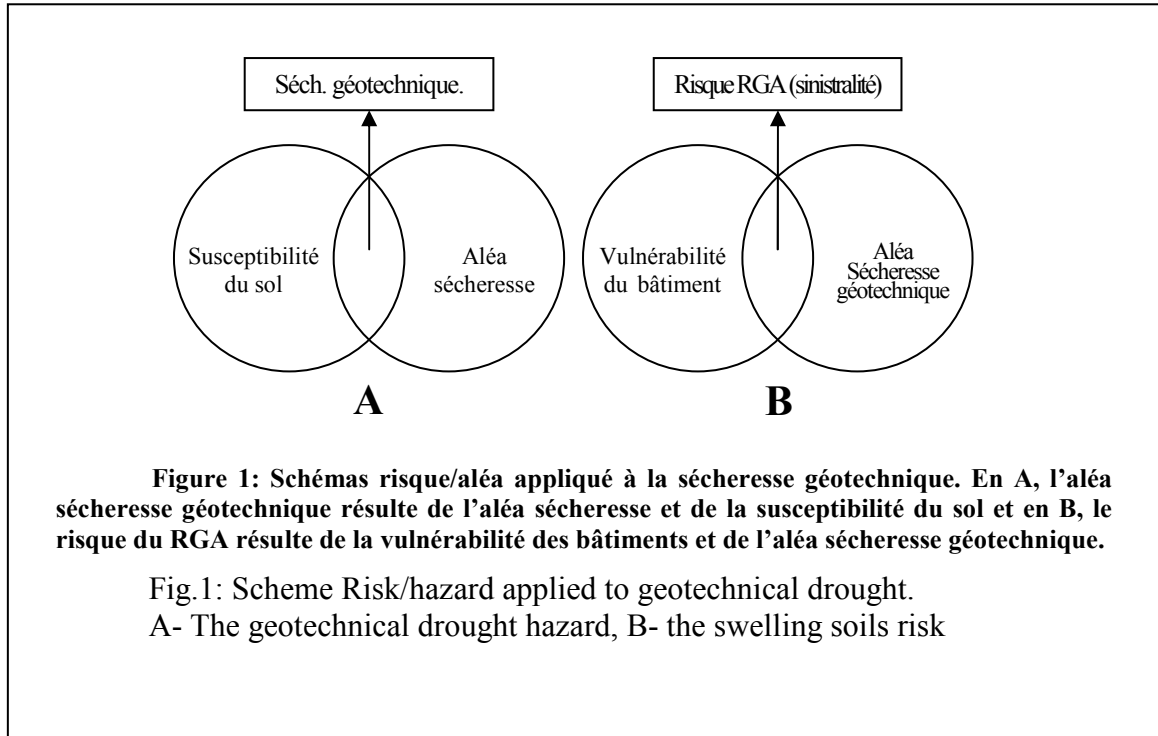 Séch. géotechnique.
Susceptibilité
du sol
Aléa
sécheresse
A
Risque RGA (sinistralité)
Vulnérabilité
du bâtiment
Aléa
Sécheresse
géotechnique
B
Figure 1: Schémas risque/aléa appliqué à la sécheresse géotechnique. En A, l’aléa
sécheresse géotechnique résulte de l’aléa sécheresse et de la susceptibilité du sol et en B, le
risque du RGA résulte de la vulnérabilité des bâtiments et de l’aléa sécheresse géotechnique.
Fig.1: Scheme Risk/hazard applied to geotechnical drought.
A- The geotechnical drought hazard, B- the swelling soils risk